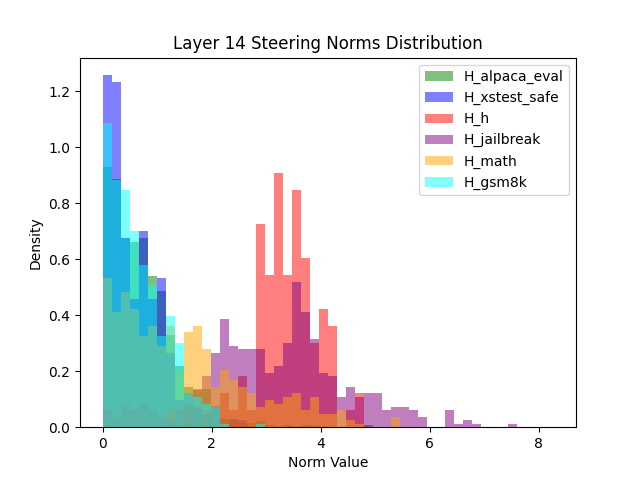 Layer 14 Steering Norms Distribution
H_alpaca_eval
H_xstest_safe
H_h
H_jailbreak
H_math
H_gsm8k
1.2
1.0
0.8
0.6
0.4
0.2
0.0
Density
0 2 4 6 8
Norm Value